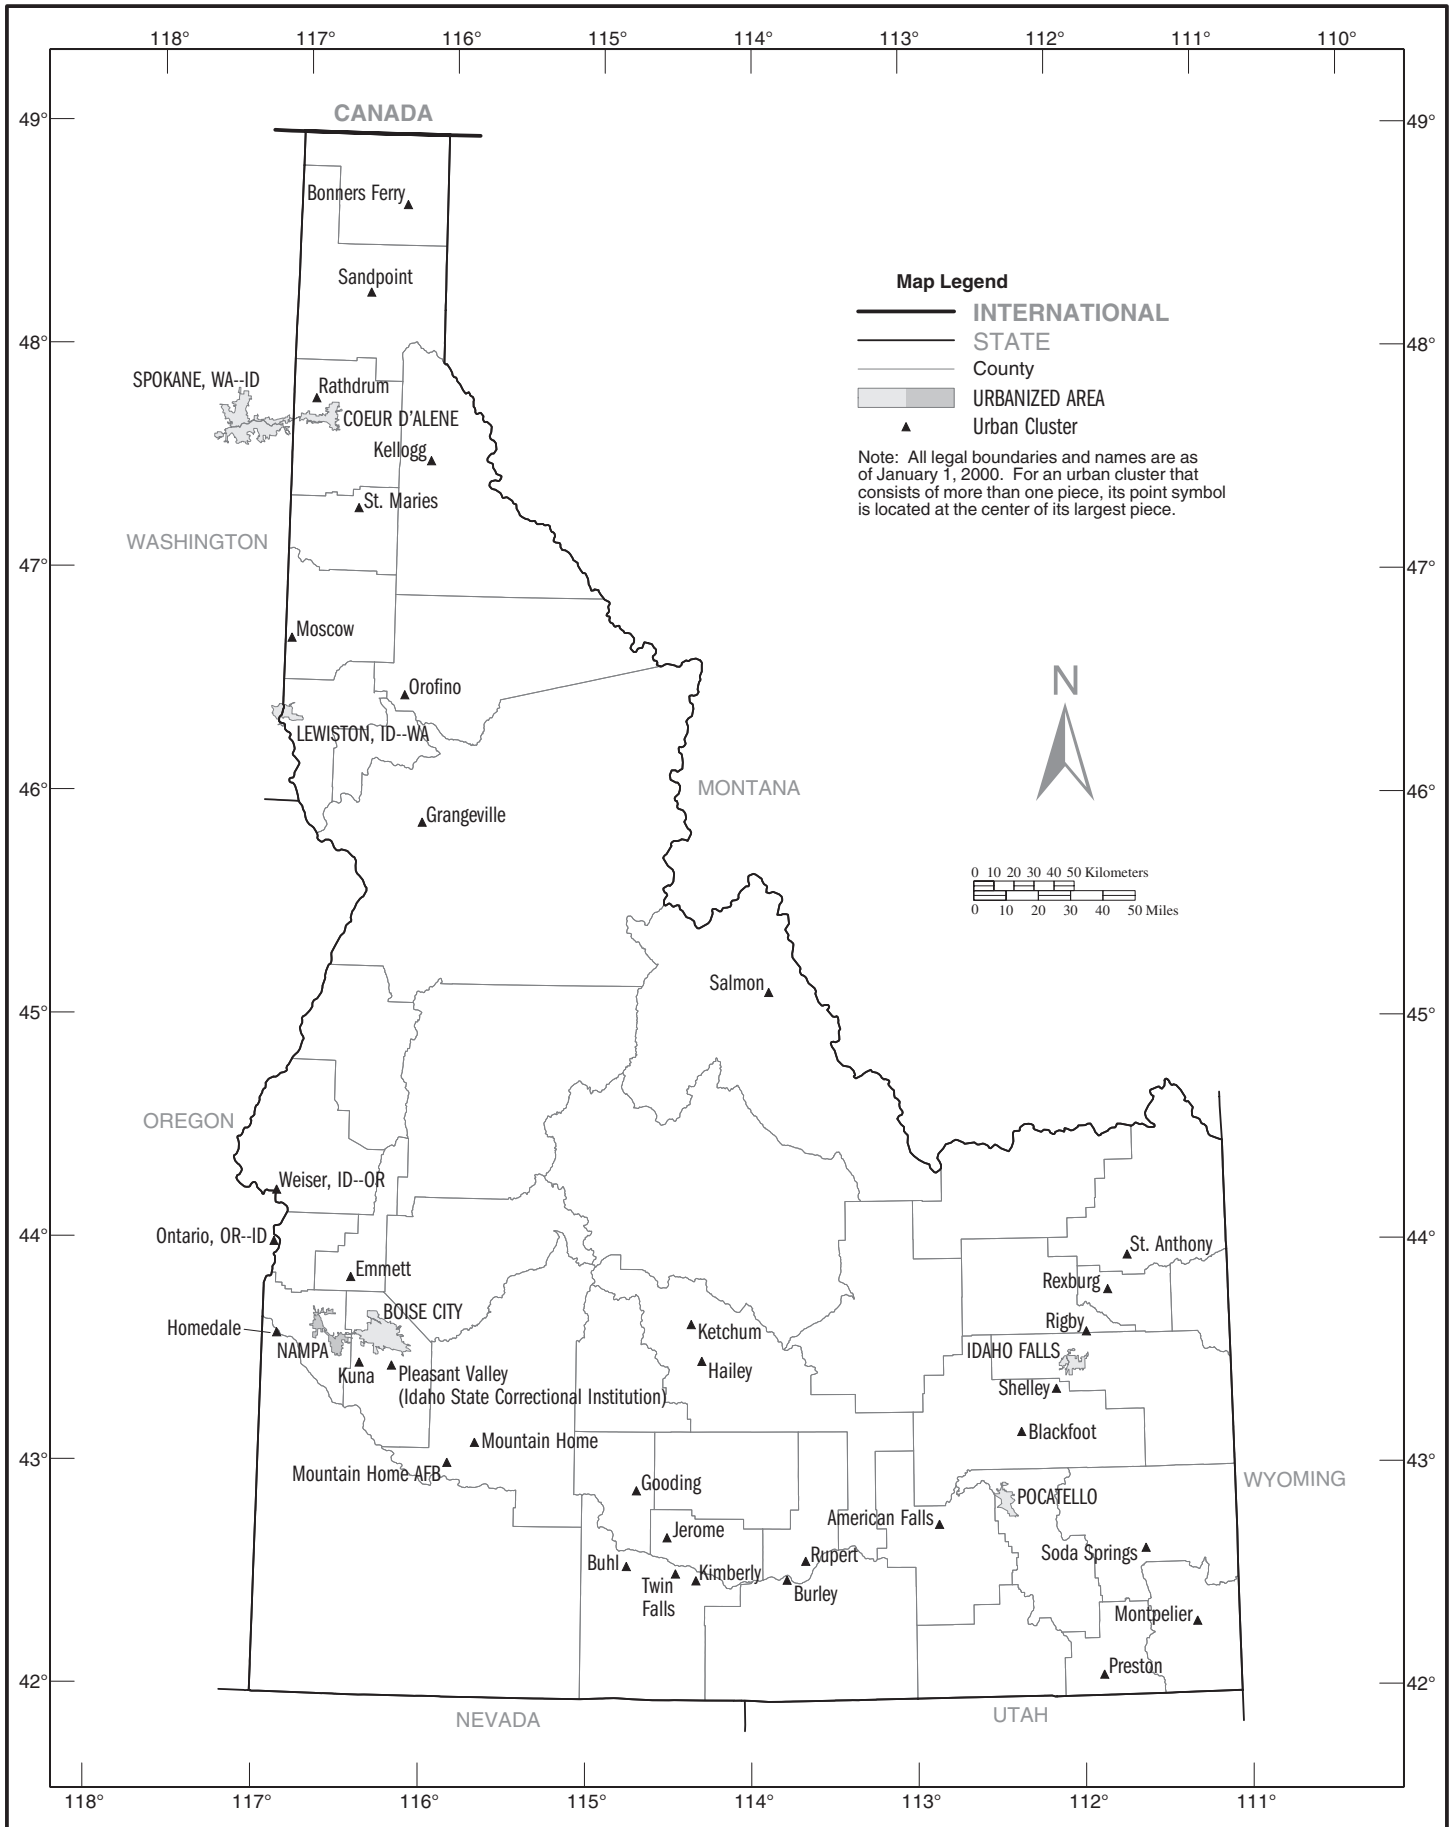 118° 117° 116° 115° 114° 113° 112° 111° 110°
CANADA
49° 49°
Bonners Ferry
Sandpoint
Map Legend
INTERNATIONAL
STATE
County
URBANIZED AREA
Urban Cluster
Note: All legal boundaries and names are as
of January 1, 2000. For an urban cluster that
consists of more than one piece, its point symbol
is located at the center of its largest piece.
48° 48°
SPOKANE, WA--ID
Rathdrum
COEUR D'ALENE
Kellogg
St. Maries
WASHINGTON
47° 47°
Moscow
N
Orofino
LEWISTON, ID--WA
MONTANA
46° 46°
Grangeville
0 10 20 30 40 50 Kilometers
0 10 20 30 40 50 Miles
Salmon
45° 45°
OREGON
Weiser, ID--OR
Ontario, OR--ID
44° 44°
St. Anthony
Emmett
Rexburg
BOISE CITY
Rigby
Homedale
Ketchum
NAMPA
IDAHO FALLS
Kuna
Pleasant Valley
(Idaho State Correctional Institution)
Hailey
Shelley
Blackfoot
Mountain Home
43° 43°
Mountain Home AFB
WYOMING
Gooding
POCATELLO
American Falls
Jerome
Soda Springs
Rupert
Buhl
Kimberly
Twin
Falls
Burley
Montpelier
Preston
42° 42°
NEVADA
UTAH
118° 117° 116° 115° 114° 113° 112° 111°